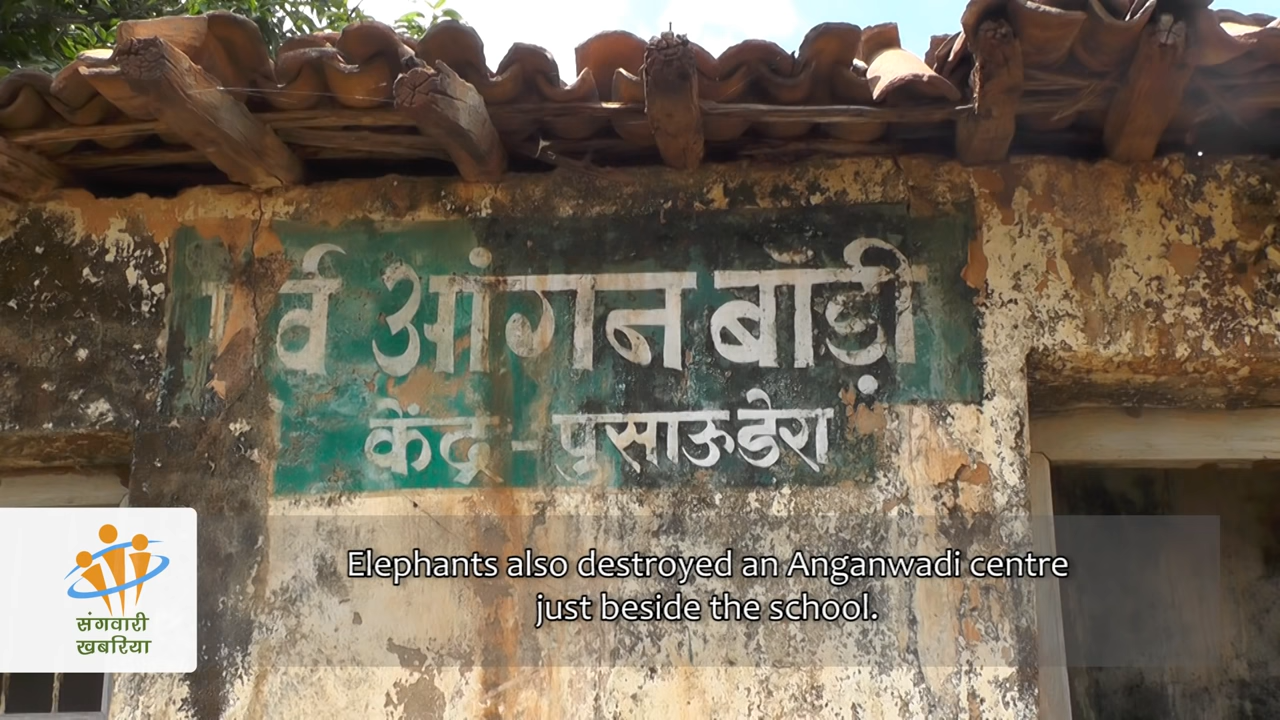 आंगनबाॅड़ी
केंद्र - पुसाऊडेरा
Elephants also destroyed an Anganwadi centre
just beside the school.
संगवारी
खबरिया